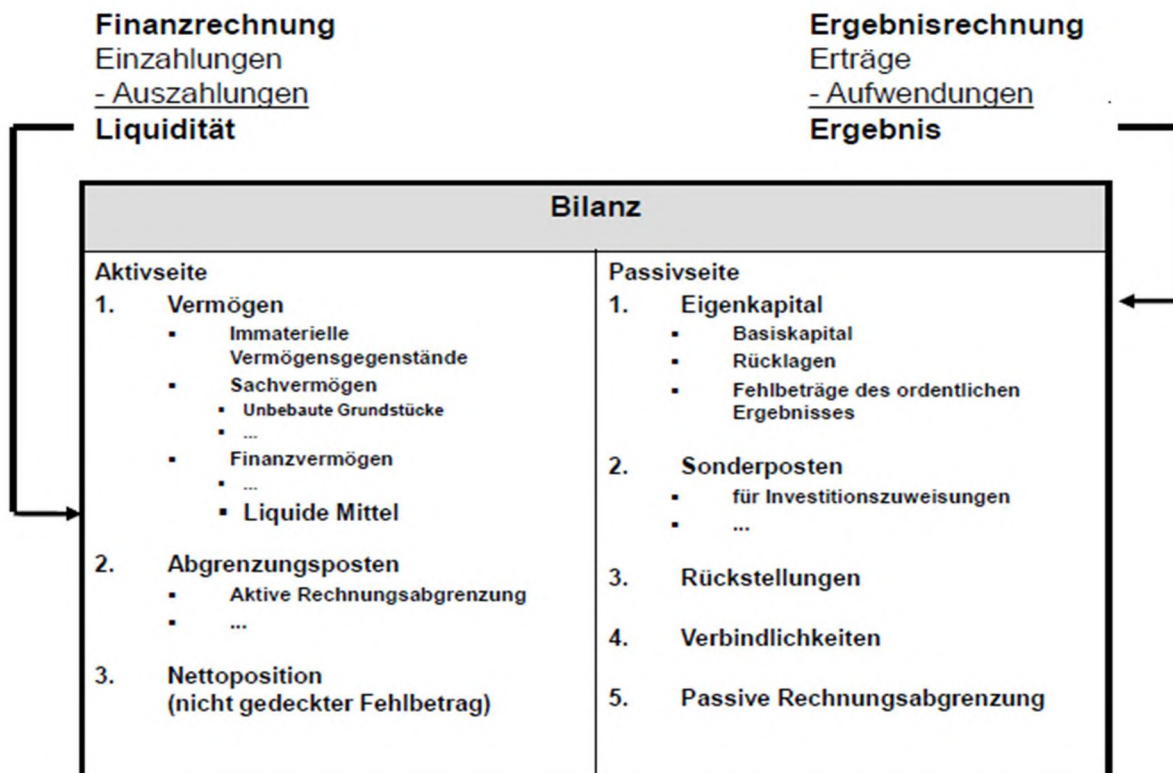 Finanzrechnung
Einzahlungen
- Auszahlungen
Liquidität
Ergebnisrechnung
Erträge
- Aufwendungen
Ergebnis
Bilanz
Aktivseite
1. Vermögen
▪ Immaterielle
Vermögensgegenstände
▪ Sachvermögen
▪ Unbebaute Grundstücke
▪ ...
▪ Finanzvermögen
▪ ...
▪ Liquide Mittel
2. Abgrenzungsposten
▪ Aktive Rechnungsabgrenzung
▪ ...
3. Nettoposition
(nicht gedeckter Fehlbetrag)
Passivseite
1. Eigenkapital
▪ Basiskapital
▪ Rücklagen
▪ Fehlbeträge des ordentlichen
Ergebnisses
2. Sonderposten
▪ für Investitionszuweisungen
▪ ...
3. Rückstellungen
4. Verbindlichkeiten
5. Passive Rechnungsabgrenzung